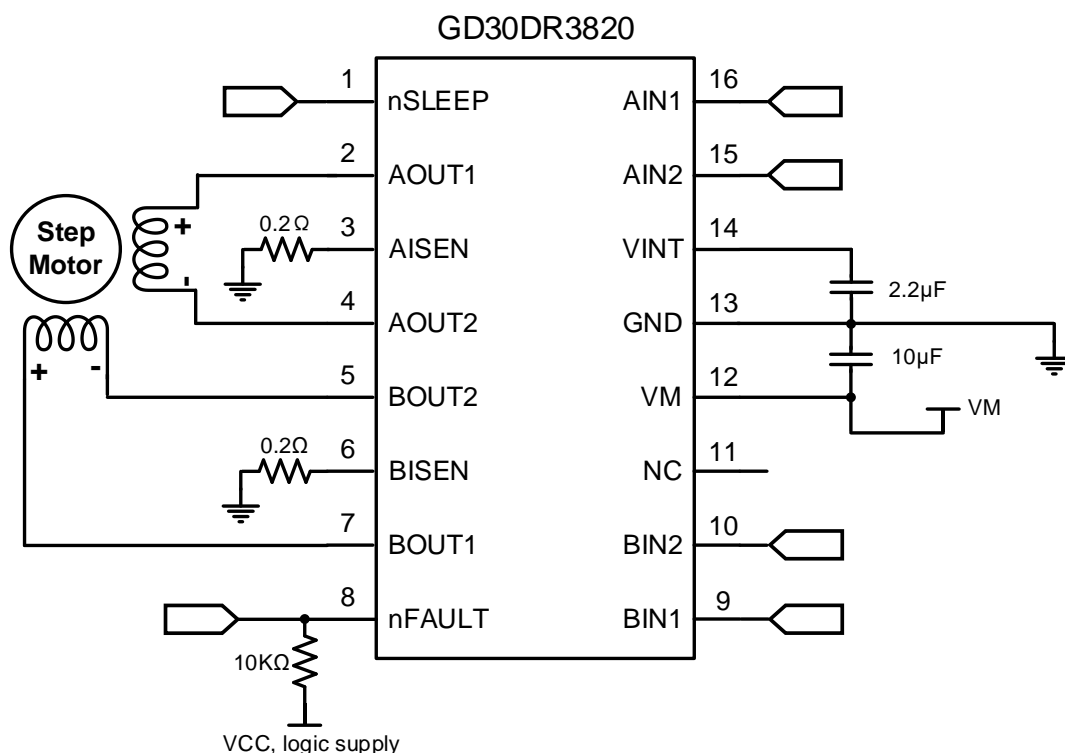 GD30DR3820
1
nSLEEP
AIN1
16
2
AOUT1
AIN2
15
Step
Motor
+
-
0.2Ω
3
AISEN
VINT
14
2.2µF
4
AOUT2
GND
13
10µF
+
-
5
BOUT2
VM
12
VM
0.2Ω
6
BISEN
NC
11
7
BOUT1
BIN2
10
8
nFAULT
BIN1
9
10KΩ
VCC, logic supply